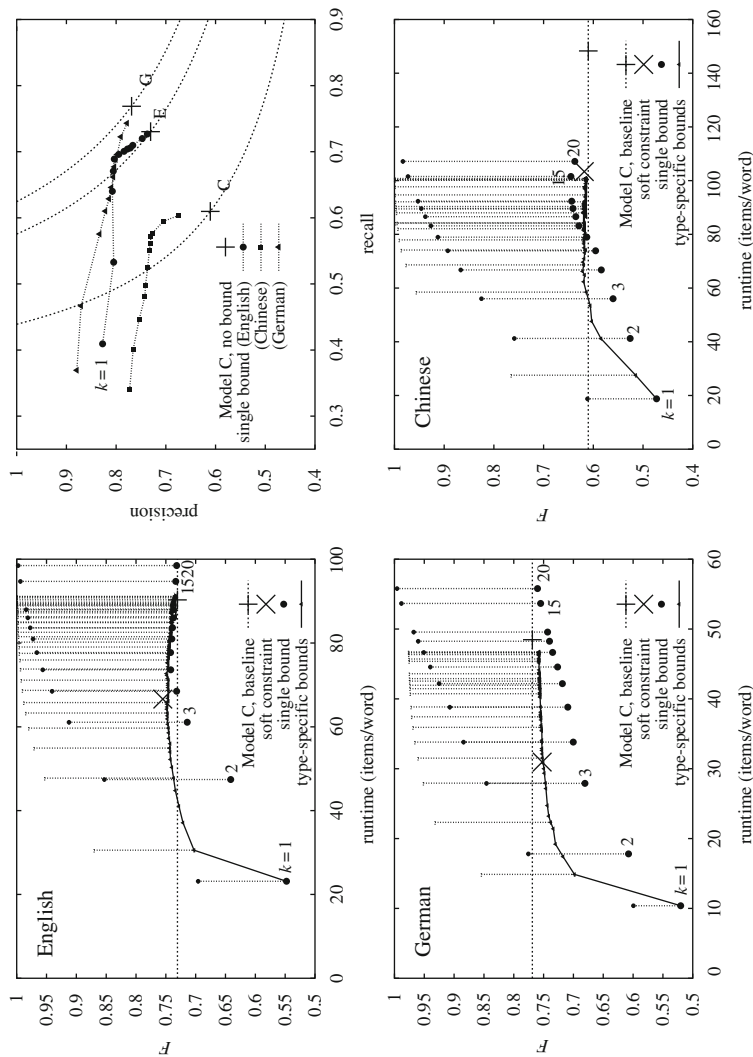 English
F
1
0.95
0.9
0.85
0.8
0.75
0.7
0.65
0.6
0.55
0.5
k = 1
2
3
1520
Model C, baseline
soft constraint
single bound
type-specific bounds
0 20 40 60 80 100
runtime (items/word)
precision
1
0.9
0.8
0.7
0.6
0.5
0.4
k = 1
G
E
C
Model C, no bound
single bound (English)
(Chinese)
(German)
0.3 0.4 0.5 0.6 0.7 0.8 0.9
recall
German
F
1
0.95
0.9
0.85
0.8
0.75
0.7
0.65
0.6
0.55
0.5
k = 1
2
3
15
20
Model C, baseline
soft constraint
single bound
type-specific bounds
0 10 20 30 40 50 60
runtime (items/word)
Chinese
F
1
0.9
0.8
0.7
0.6
0.5
0.4
k = 1
2
3
15
20
Model C, baseline
soft constraint
single bound
type-specific bounds
0 20 40 60 80 100 120 140 160
runtime (items/word)